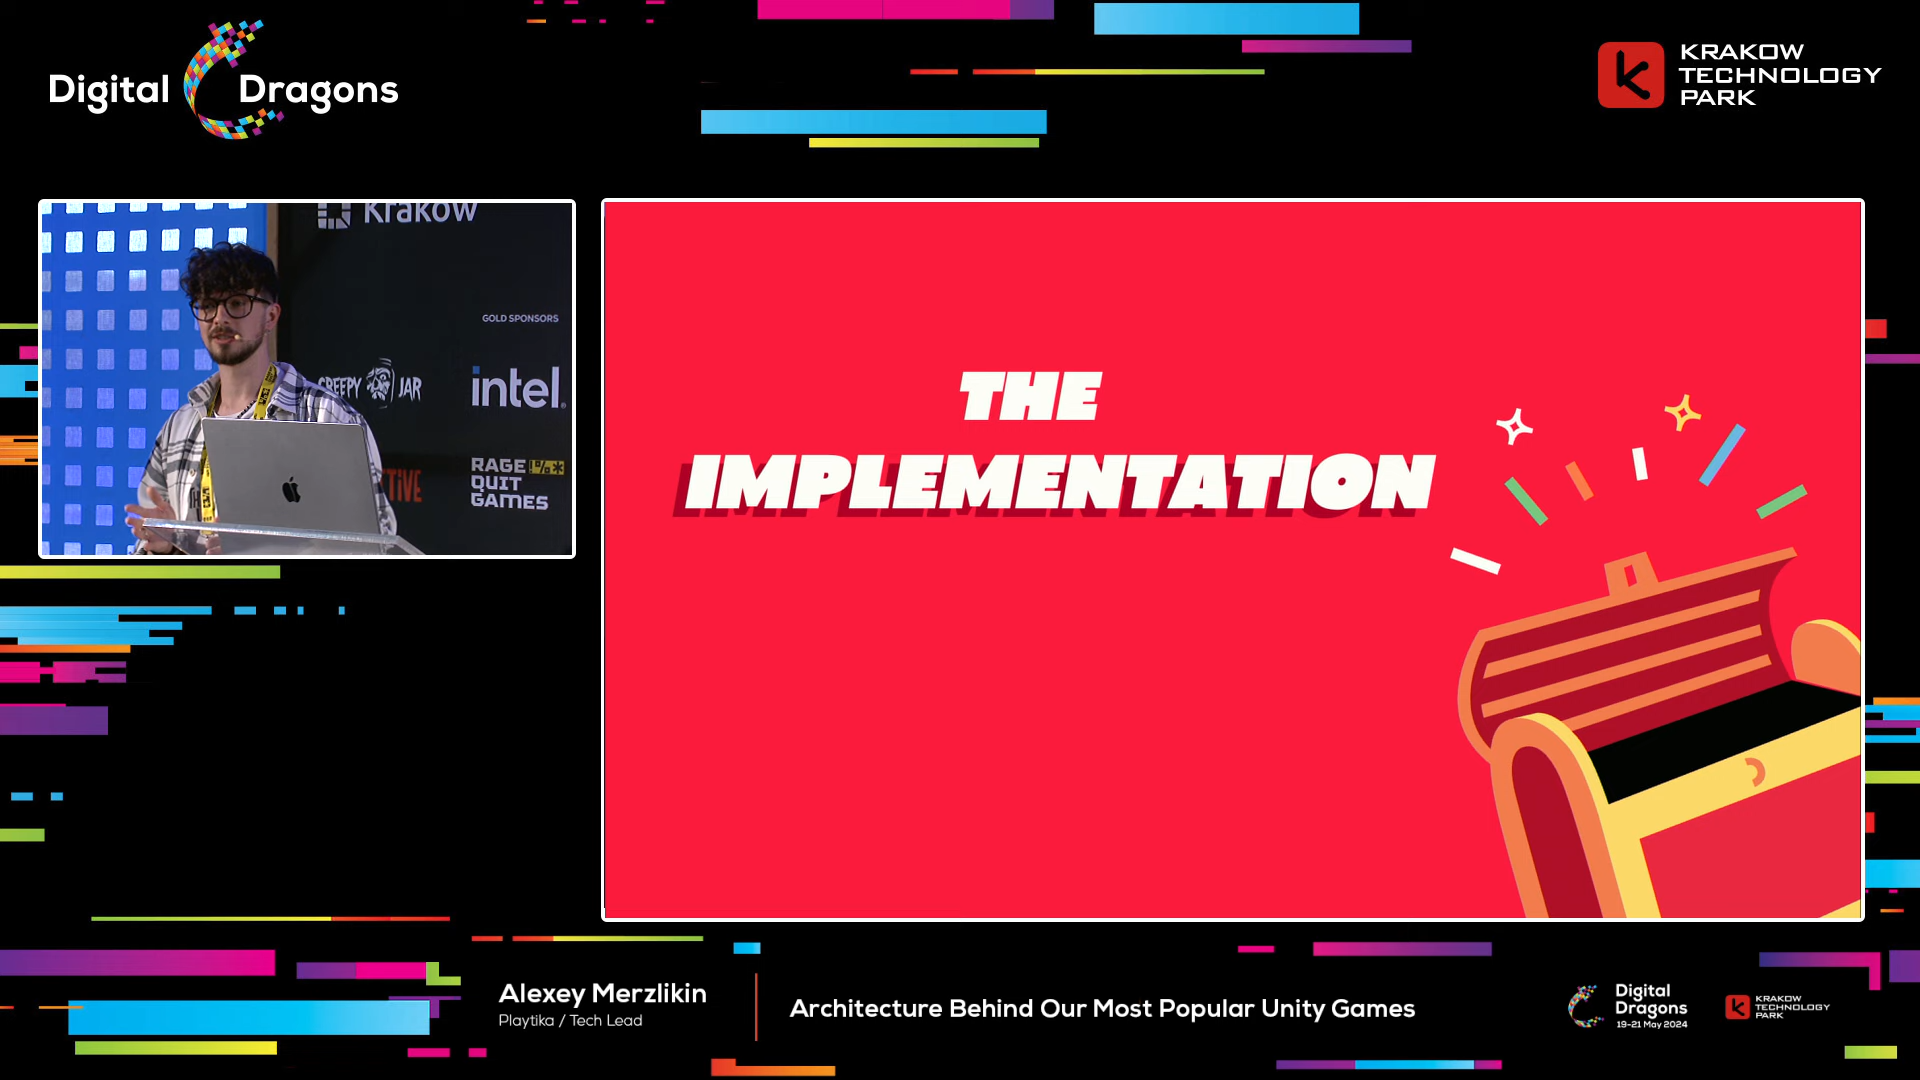 Digital Dragons
KRAKOW
TECHNOLOGY
PARK
Krakow
GOLD SPONSORS
CREEPY JAR
intel.
RAGE !%*
QUIT
GAMES
THE
IMPLEMENTATION
Alexey Merzlikin
Playtika / Tech Lead
Architecture Behind Our Most Popular Unity Games
Digital
Dragons
19-21 May 2024
KRAKOW
TECHNOLOGY
PARK